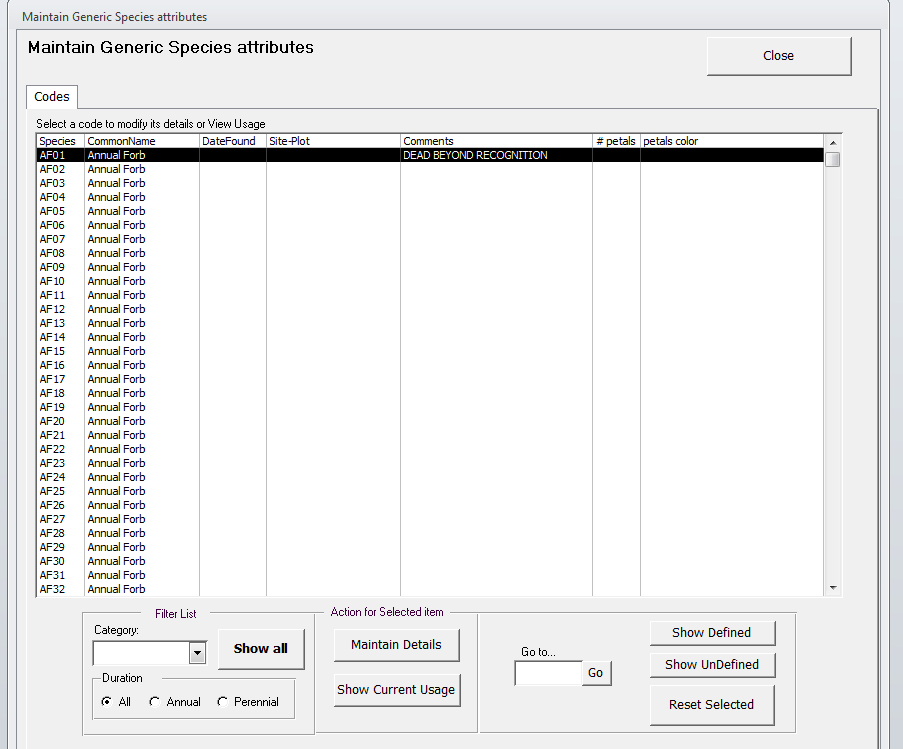 Maintain Generic Species attributes
Maintain Generic Species attributes
Close
Codes
Select a code to modify its details or View Usage
Species CommonName DateFound Site-Plot Comments # petals petals color
AF01 Annual Forb DEAD BEYOND RECOGNITION
AF02 Annual Forb
AF03 Annual Forb
AF04 Annual Forb
AF05 Annual Forb
AF06 Annual Forb
AF07 Annual Forb
AF08 Annual Forb
AF09 Annual Forb
AF10 Annual Forb
AF11 Annual Forb
AF12 Annual Forb
AF13 Annual Forb
AF14 Annual Forb
AF15 Annual Forb
AF16 Annual Forb
AF17 Annual Forb
AF18 Annual Forb
AF19 Annual Forb
AF20 Annual Forb
AF21 Annual Forb
AF22 Annual Forb
AF23 Annual Forb
AF24 Annual Forb
AF25 Annual Forb
AF26 Annual Forb
AF27 Annual Forb
AF28 Annual Forb
AF29 Annual Forb
AF30 Annual Forb
AF31 Annual Forb
AF32 Annual Forb
Filter List
Category:
Show all
Duration
All Annual Perennial
Action for Selected item
Maintain Details
Show Current Usage
Go to...
Go
Show Defined
Show UnDefined
Reset Selected